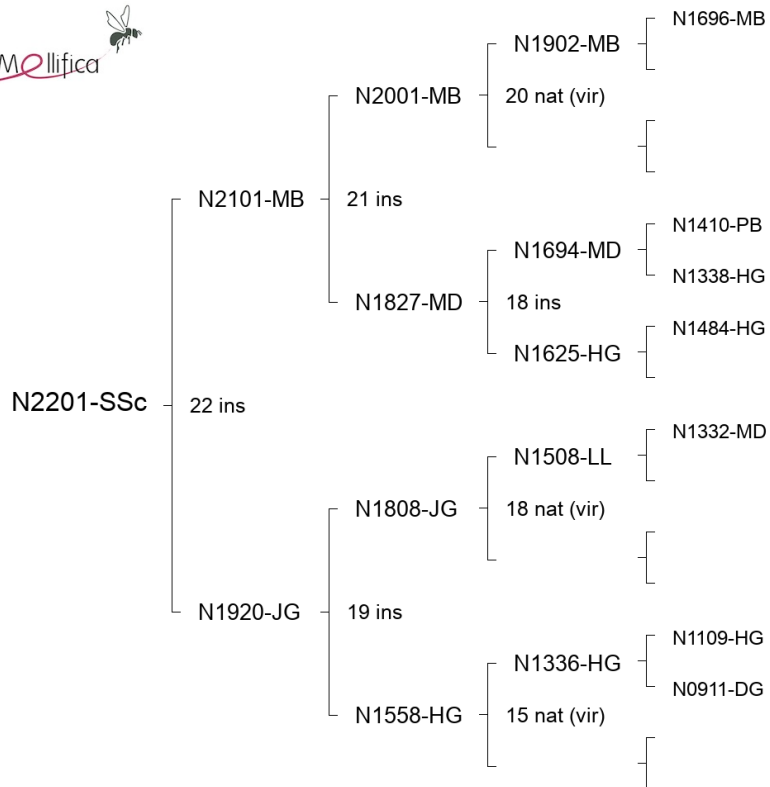 Mellifica
N1696-MB
N1902-MB
N2001-MB
20 nat (vir)
N2101-MB
21 ins
N1410-PB
N1694-MD
N1338-HG
N1827-MD
18 ins
N1484-HG
N1625-HG
N2201-SSc
22 ins
N1332-MD
N1508-LL
N1808-JG
18 nat (vir)
N1920-JG
19 ins
N1109-HG
N1336-HG
N0911-DG
N1558-HG
15 nat (vir)